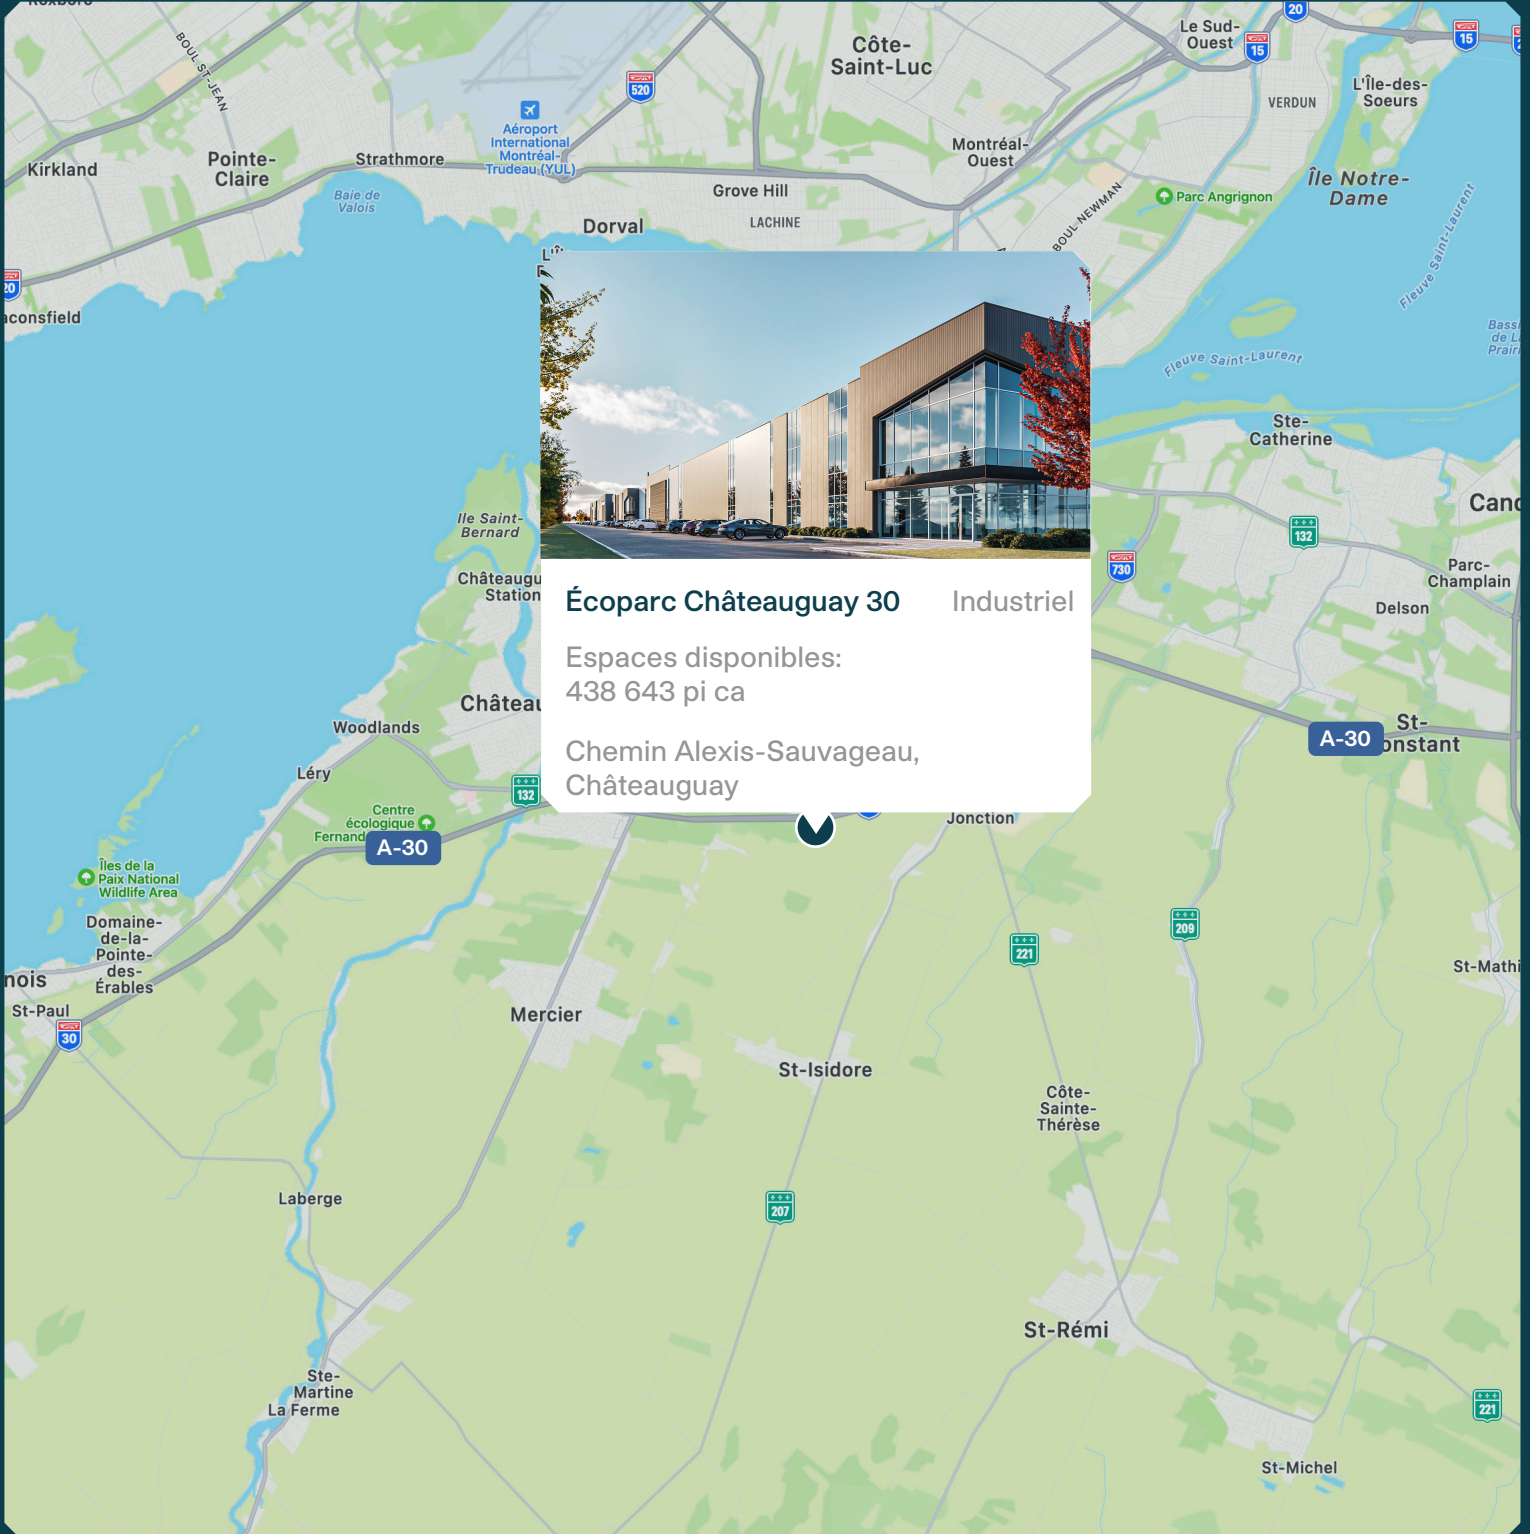 20
Le Sud-
Ouest
15
15
BOUL ST-JEAN
Côte-
Saint-Luc
520
L'Île-des-
Soeurs
VERDUN
Aéroport
International
Montréal-
Trudeau (YUL)
Kirkland
Pointe-
Claire
Strathmore
Montréal-
Ouest
Grove Hill
Baie de
Valois
Île Notre-
Dame
Parc Angrignon
BOUL NEWMAN
Dorval
LACHINE
Fleuve Saint-Laurent
20
aconsfield
Bassi
de La
Prairi
Fleuve Saint-Laurent
Ste-
Catherine
Cand
Ile Saint-
Bernard
132
730
Châteaugu
Station
Parc-
Champlain
Delson
Écoparc Châteauguay 30
Industriel
Espaces disponibles:
438 643 pi ca
Chemin Alexis-Sauvageau,
Châteauguay
Château
Woodlands
Léry
132
St-
onstant
A-30
Centre
écologique
Fernand
A-30
Jonction
Îles de la
Paix National
Wildlife Area
Domaine-
de-la-
Pointe-
des-
Érables
nois
St-Paul
30
209
221
St-Mathi
Mercier
St-Isidore
Côte-
Sainte-
Thérèse
Laberge
207
St-Rémi
Ste-
Martine
La Ferme
221
St-Michel